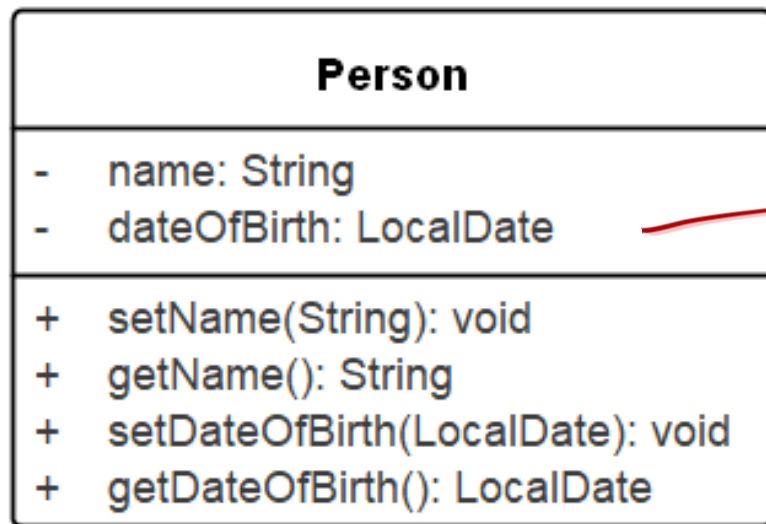 Person
- name: String
- dateOfBirth: LocalDate
+ setName(String): void
+ getName(): String
+ setDateOfBirth(LocalDate): void
+ getDateOfBirth(): LocalDate